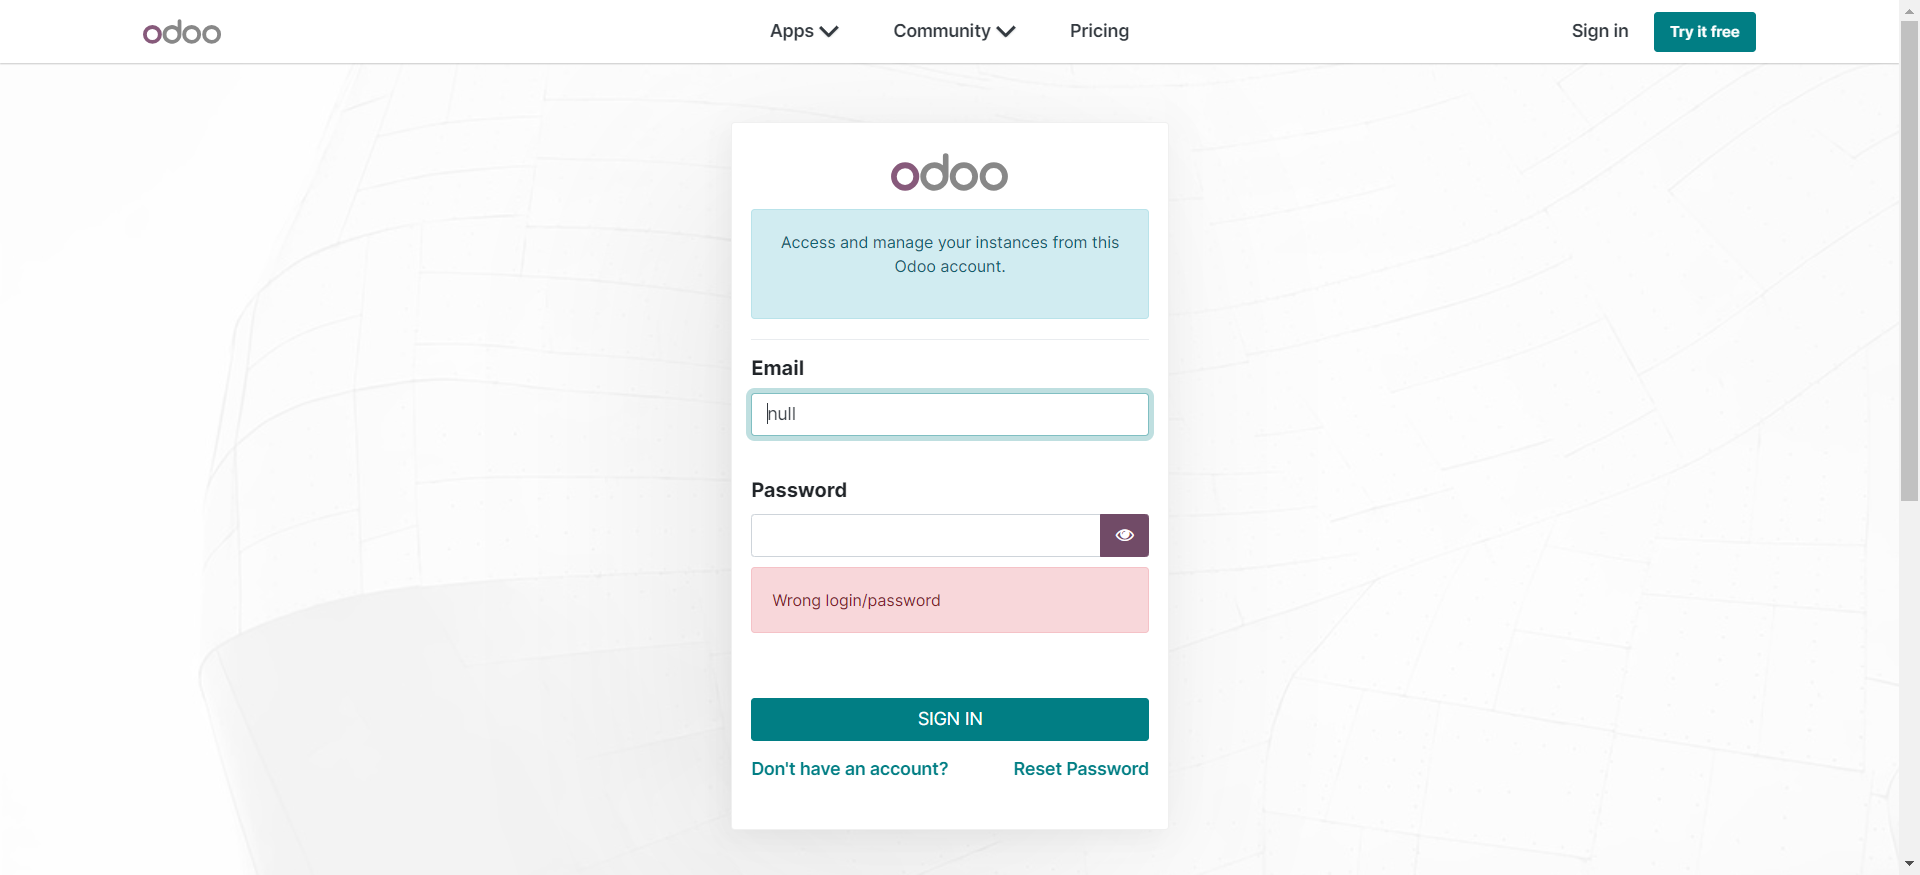 odoo
Apps
Community
Pricing
Sign in
Try it free
odoo
Access and manage your instances from this
Odoo account.
Email
null
Password
Wrong login/password
SIGN IN
Don't have an account?
Reset Password